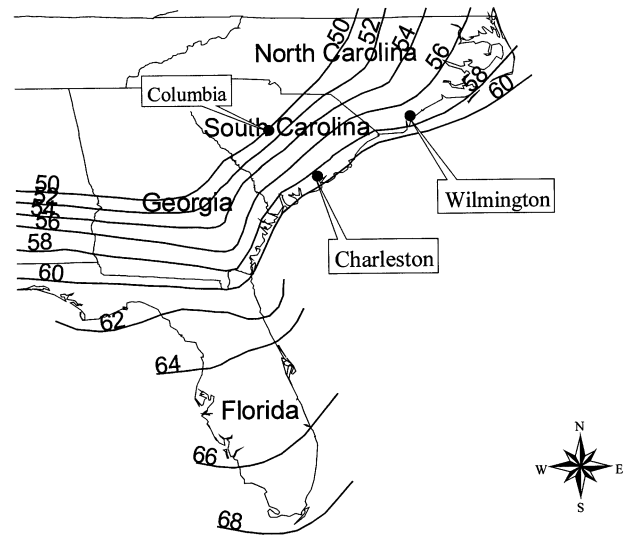 50
52
54
56
58
60
North Carolina
Columbia
South Carolina
Wilmington
Charleston
Georgia
50
52
54
56
58
60
62
64
Florida
66
68
N
W
E
S